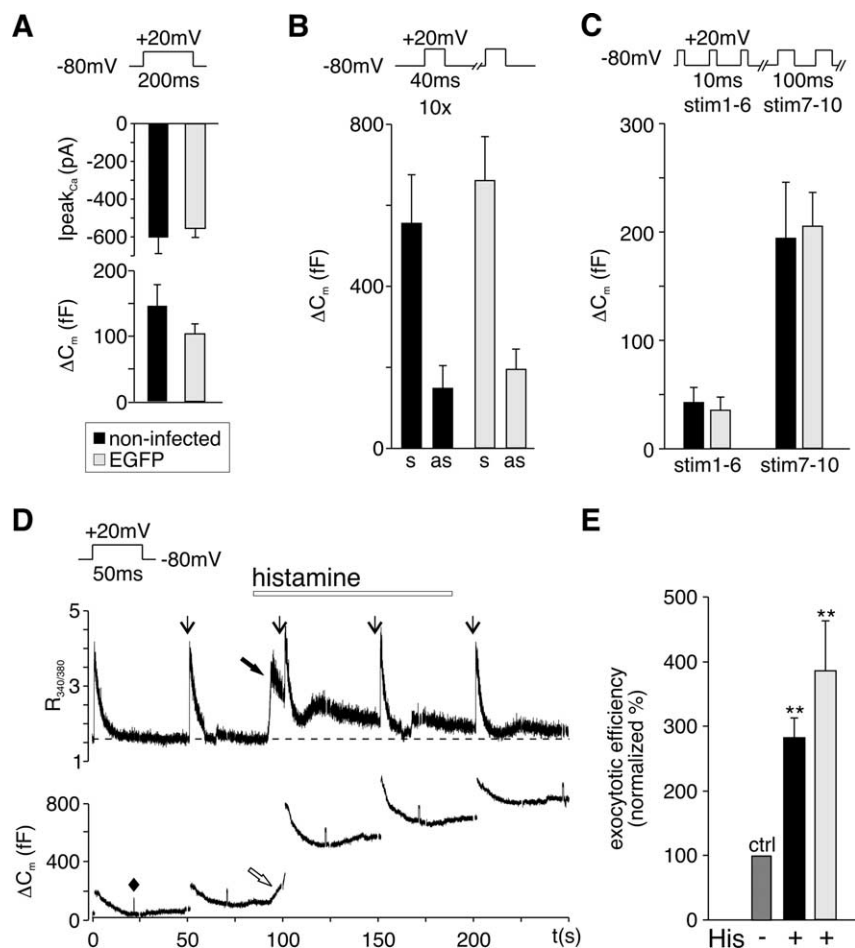 A
+20mV
-80mV
200ms
0
-200
-400
-600
Ipeak_Ca (pA)
200
100
0
ΔC_m (fF)
non-infected
EGFP
B
+20mV
-80mV
40ms
10x
800
400
0
ΔC_m (fF)
s as s as
C
+20mV
-80mV
10ms 100ms
stim1-6 stim7-10
300
200
100
50
0
ΔC_m (fF)
stim1-6 stim7-10
D
+20mV
-80mV
50ms
histamine
5
3
1
R_340/380
800
400
0
ΔC_m (fF)
0 50 100 150 200 t(s)
E
500
400
300
200
100
0
exocytotic efficiency
(normalized %)
ctrl
**
**
His - + +